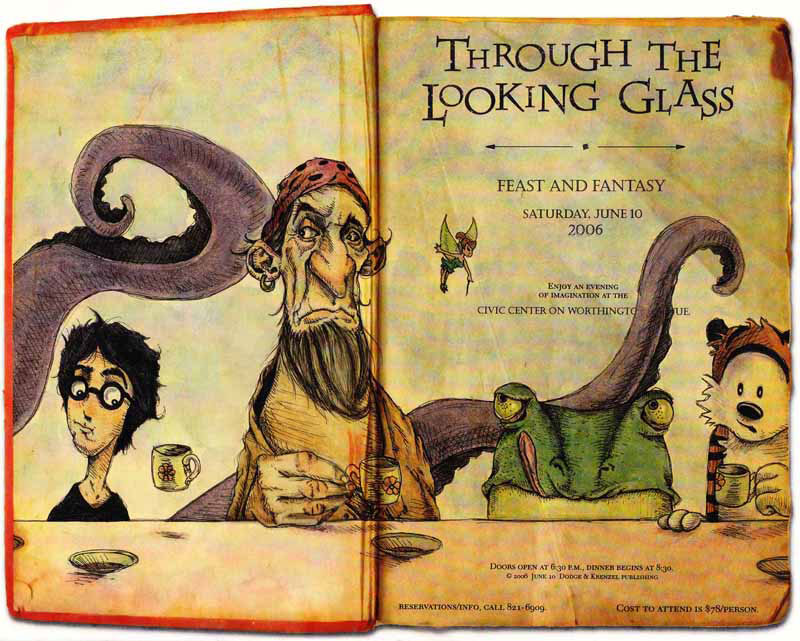 THROUGH THE
LOOKING GLASS
FEAST AND FANTASY
SATURDAY, JUNE 10
2006
ENJOY AN EVENING
OF IMAGINATION AT THE
CIVIC CENTER ON WORTHINGTO UE
DOORS OPEN AT 6:30 P.M., DINNER BEGINS AT 8:30.
© 2006 JUNE 10 DODGE & KRENZEL PUBLISHING
RESERVATIONS/INFO, CALL 821-6909.
COST TO ATTEND IS $78/PERSON.